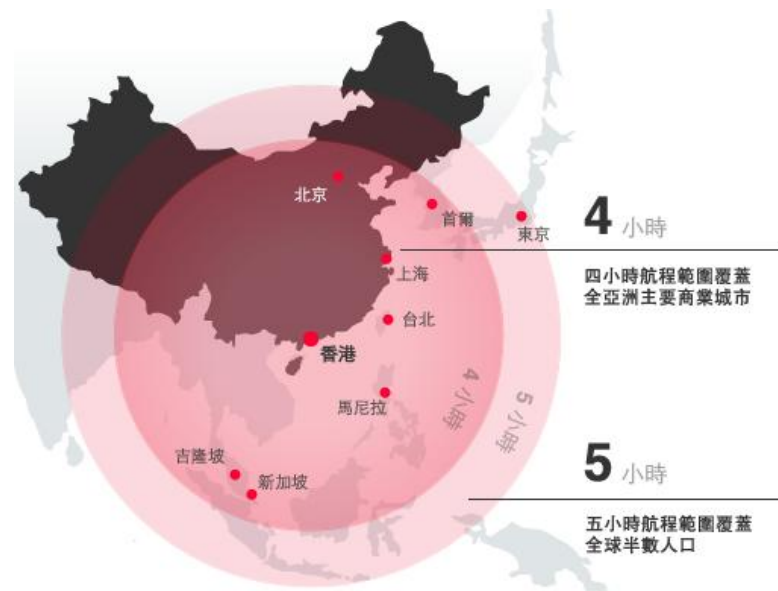 北京
首爾
東京
上海
台北
香港
馬尼拉
吉隆坡
新加坡
4小時
5小時
4 小時
四小時航程範圍覆蓋
全亞洲主要商業城市
5 小時
五小時航程範圍覆蓋
全球半數人口